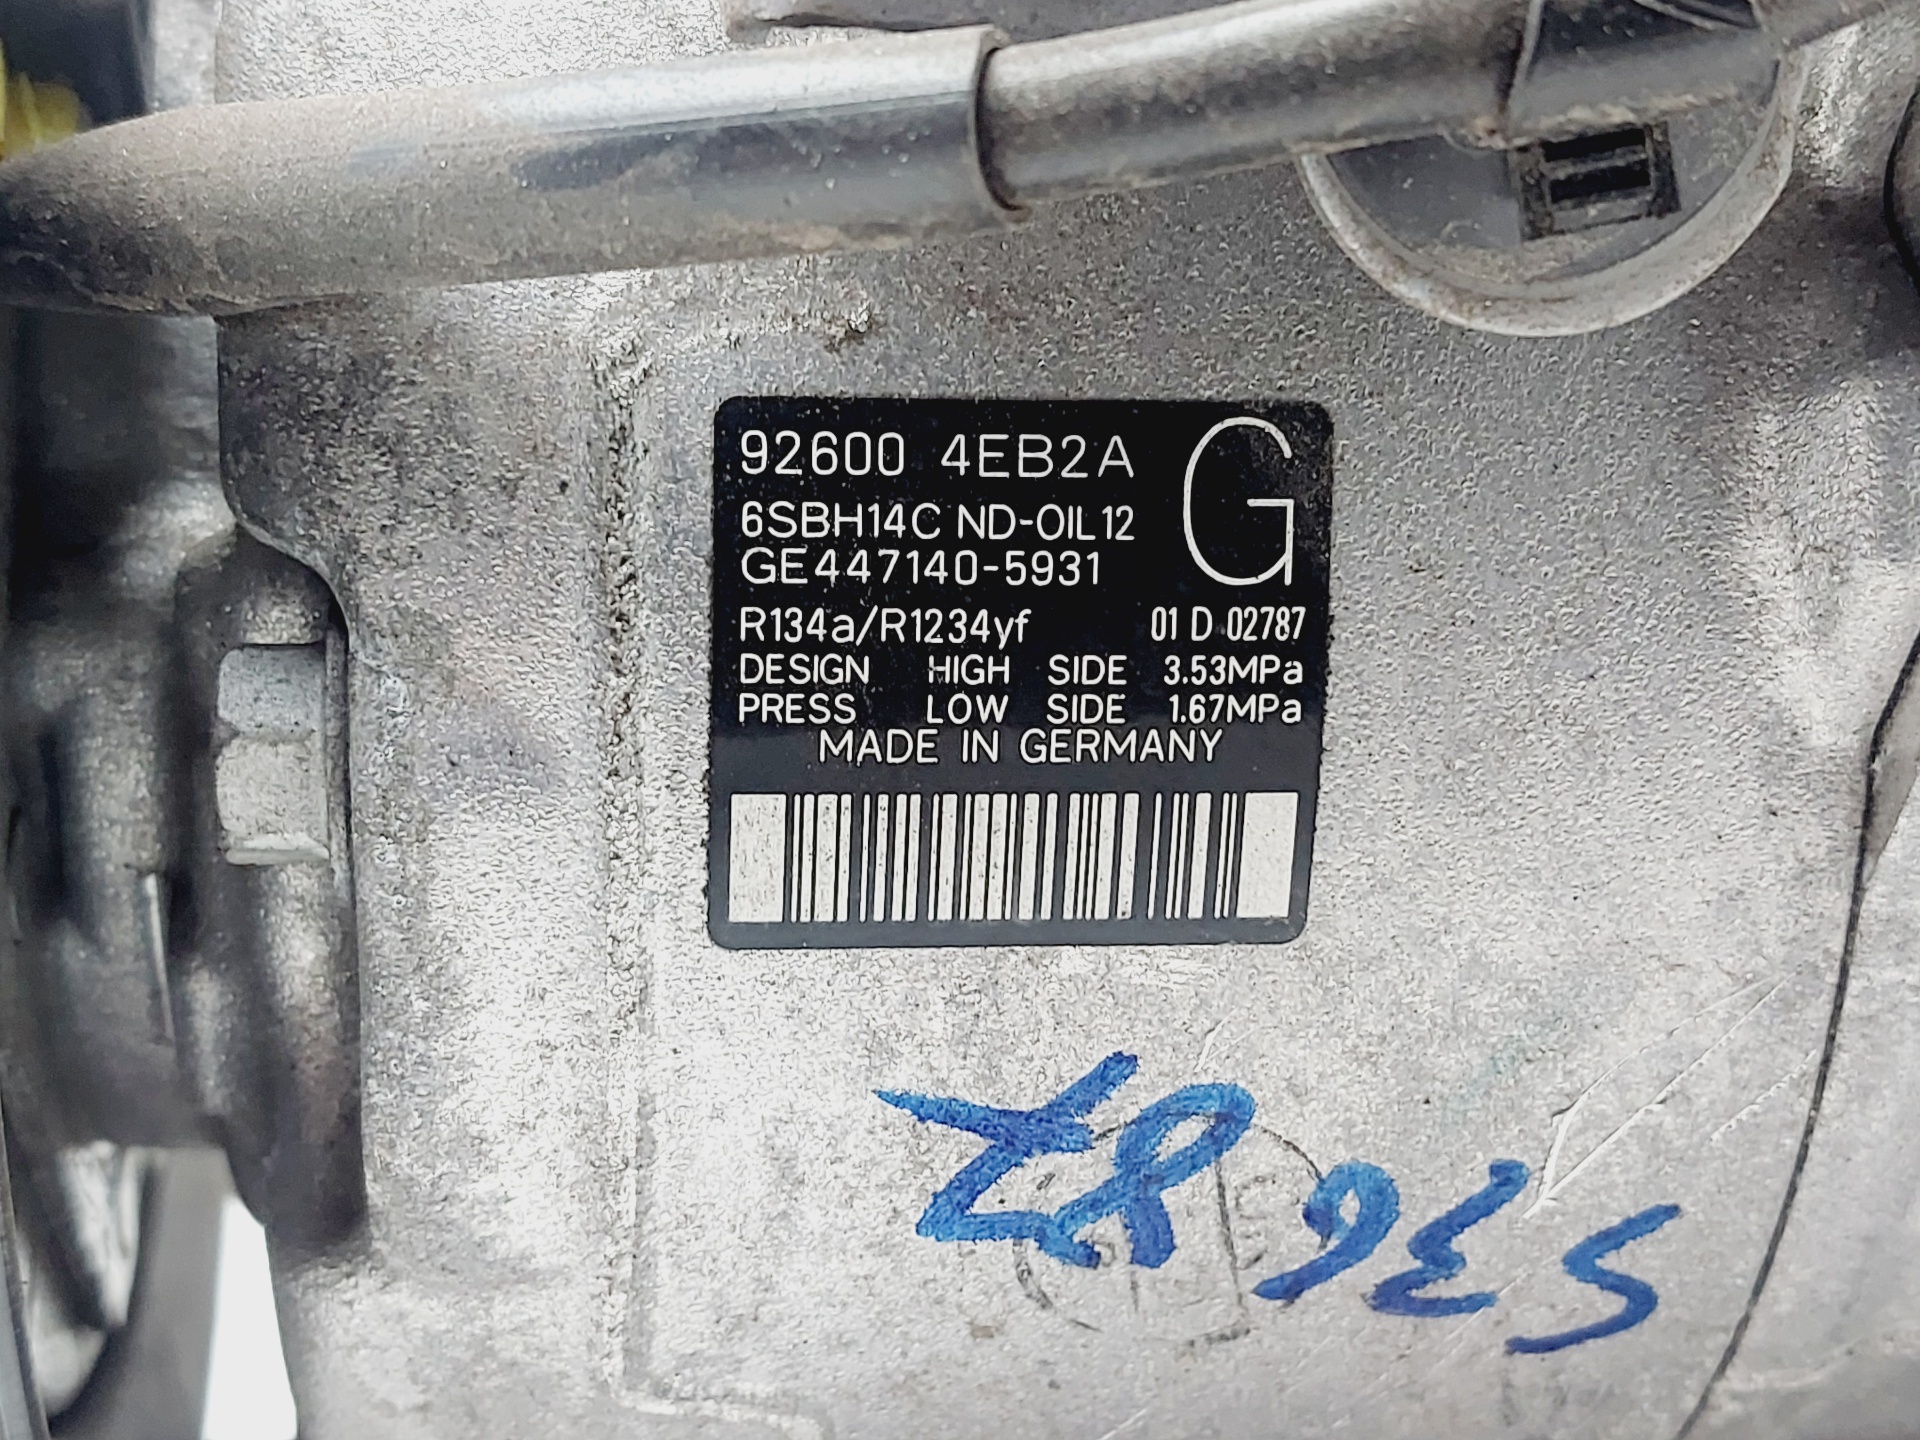 92600 4EB2A G
6SBH14C ND-OIL12
GE447140-5931
R134a/R1234yf 01 D 02787
DESIGN HIGH SIDE 3.53MPa
PRESS LOW SIDE 1.67MPa
MADE IN GERMANY